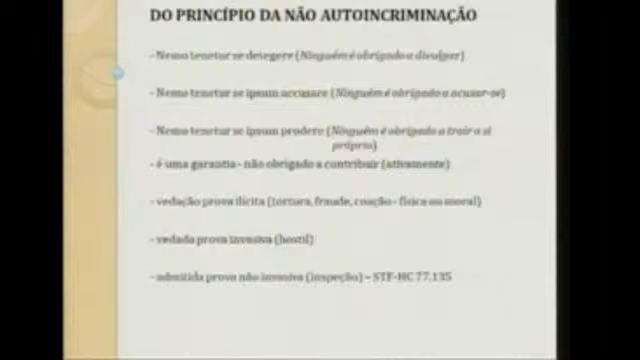 DO PRINCÍPIO DA NÃO AUTOINCRIMINAÇÃO
- Nemo tenetur se detegere (Ninguém é obrigado a divulgar)
- Nemo tenetur se ipsum accusare (Ninguém é obrigado a acusar-se)
- Nemo tenetur se ipsum prodere (Ninguém é obrigado a trair a si
próprio)
- é uma garantia - não obrigado a contribuir (ativamente)
- vedação prova ilícita (tortura, fraude, coação - física ou moral)
- vedada prova invasiva (hostil)
- admitida prova não invasiva (inspeção) – STF-HC 77.135